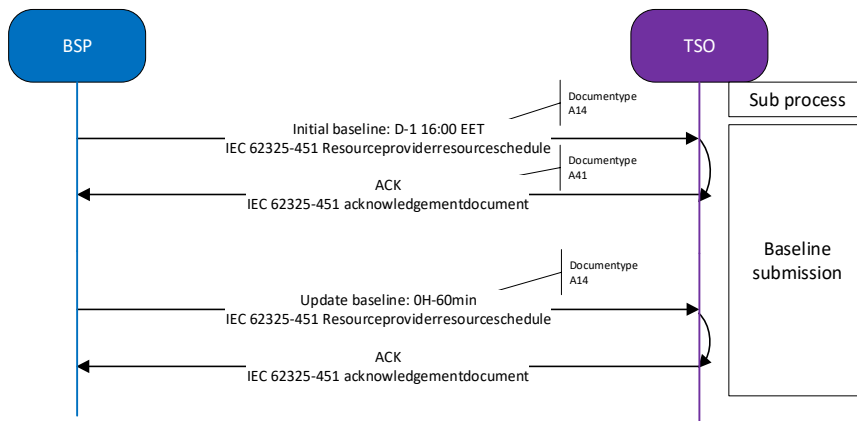 BSP
TSO
Documentype
A14
Sub process
Initial baseline: D-1 16:00 EET
IEC 62325-451 Resourceproviderresourceschedule
Documentype
A41
ACK
IEC 62325-451 acknowledgementdocument
Baseline
submission
Documentype
A14
Update baseline: 0H-60min
IEC 62325-451 Resourceproviderresourceschedule
ACK
IEC 62325-451 acknowledgementdocument